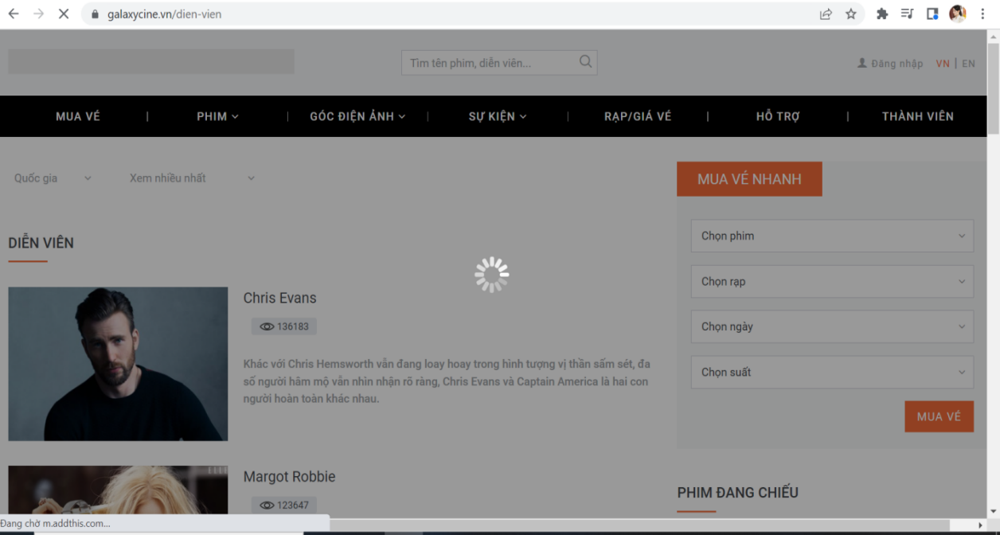 galaxycine.vn/dien-vien
Tìm tên phim, diễn viên...
Đăng nhập VN | EN
MUA VÉ | PHIM | GÓC ĐIỆN ẢNH | SỰ KIỆN | RẠP/GIÁ VÉ | HỖ TRỢ | THÀNH VIÊN
Quốc gia Xem nhiều nhất
DIỄN VIÊN
Chris Evans
136183
Khác với Chris Hemsworth vẫn đang loay hoay trong hình tượng vị thần sấm sét, đa
số người hâm mộ vẫn nhìn nhận rõ ràng, Chris Evans và Captain America là hai con
người hoàn toàn khác nhau.
Margot Robbie
123647
MUA VÉ NHANH
Chọn phim
Chọn rạp
Chọn ngày
Chọn suất
MUA VÉ
PHIM ĐANG CHIẾU
Đang chờ m.addthis.com...